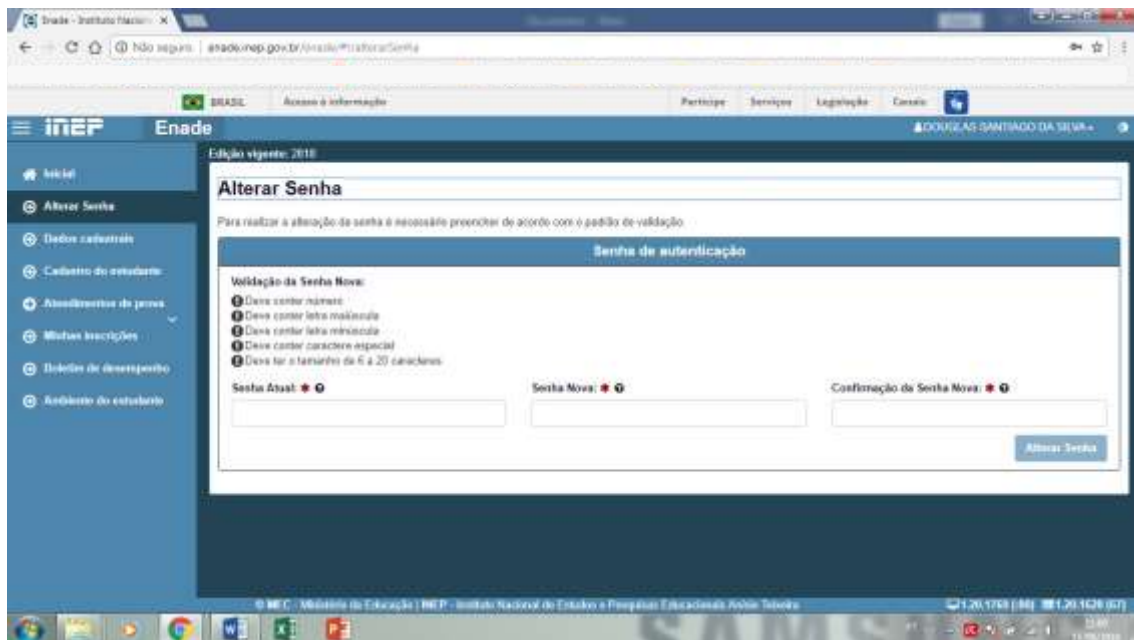 Enade - Instituto Nacion
Não seguro | enade.inep.gov.br/enade/#!/alterarSenha
BRASIL Acesso à informação Participe Serviços Legislação Canais
inep Enade DOUGLAS SANTIAGO DA SILVA
Edição vigente: 2018
Inicial
Alterar Senha
Dados cadastrais
Cadastro do estudante
Atendimentos de prova
Minhas inscrições
Boletim de desempenho
Ambiente do estudante
Alterar Senha
Para realizar a alteração da senha é necessário preencher de acordo com o padrão de validação.
Senha de autenticação
Validação da Senha Nova:
Deve conter número
Deve conter letra maiúscula
Deve conter letra minúscula
Deve conter caractere especial
Deve ter o tamanho de 6 a 20 caracteres
Senha Atual: * Senha Nova: * Confirmação da Senha Nova: *
Alterar Senha
© MEC - Ministério da Educação | INEP - Instituto Nacional de Estudos e Pesquisas Educacionais Anísio Teixeira